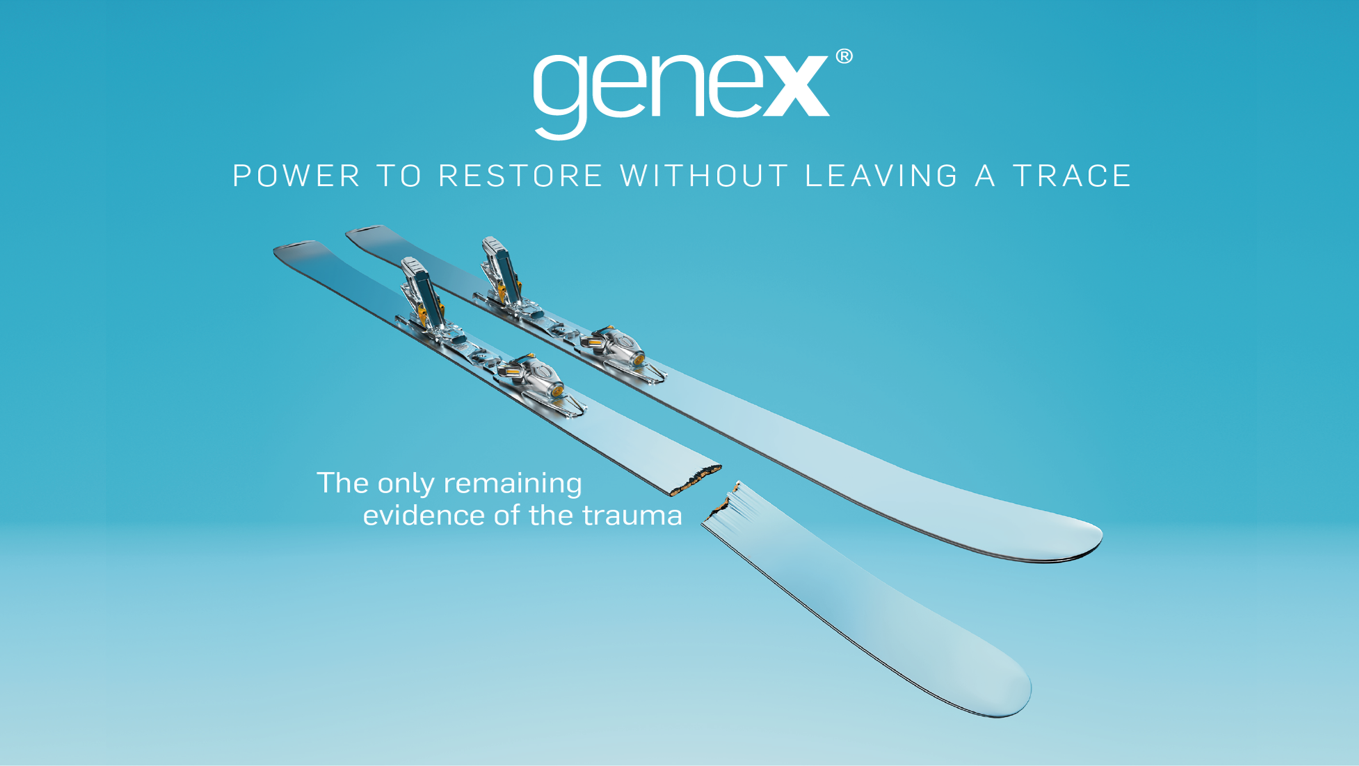 genex®
POWER TO RESTORE WITHOUT LEAVING A TRACE
The only remaining
evidence of the trauma